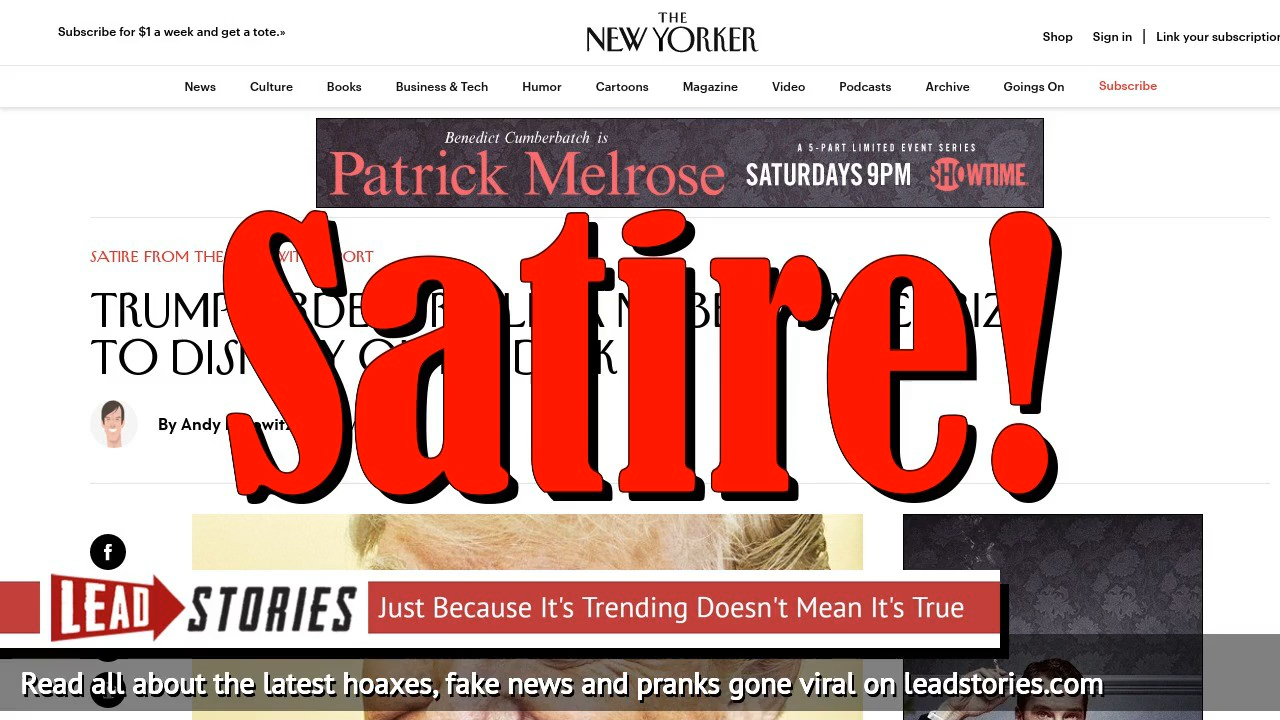 Subscribe for $1 a week and get a tote.»
THE
NEW YORKER
Shop Sign in | Link your subscription
News Culture Books Business & Tech Humor Cartoons Magazine Video Podcasts Archive Goings On Subscribe
Benedict Cumberbatch is
Patrick Melrose
A 5-PART LIMITED EVENT SERIES
SATURDAYS 9PM SHOWTIME
SATIRE FROM THE
TRUMP
TO
By Andy
Satire!
f
LEAD STORIES
Just Because It's Trending Doesn't Mean It's True
Read all about the latest hoaxes, fake news and pranks gone viral on leadstories.com